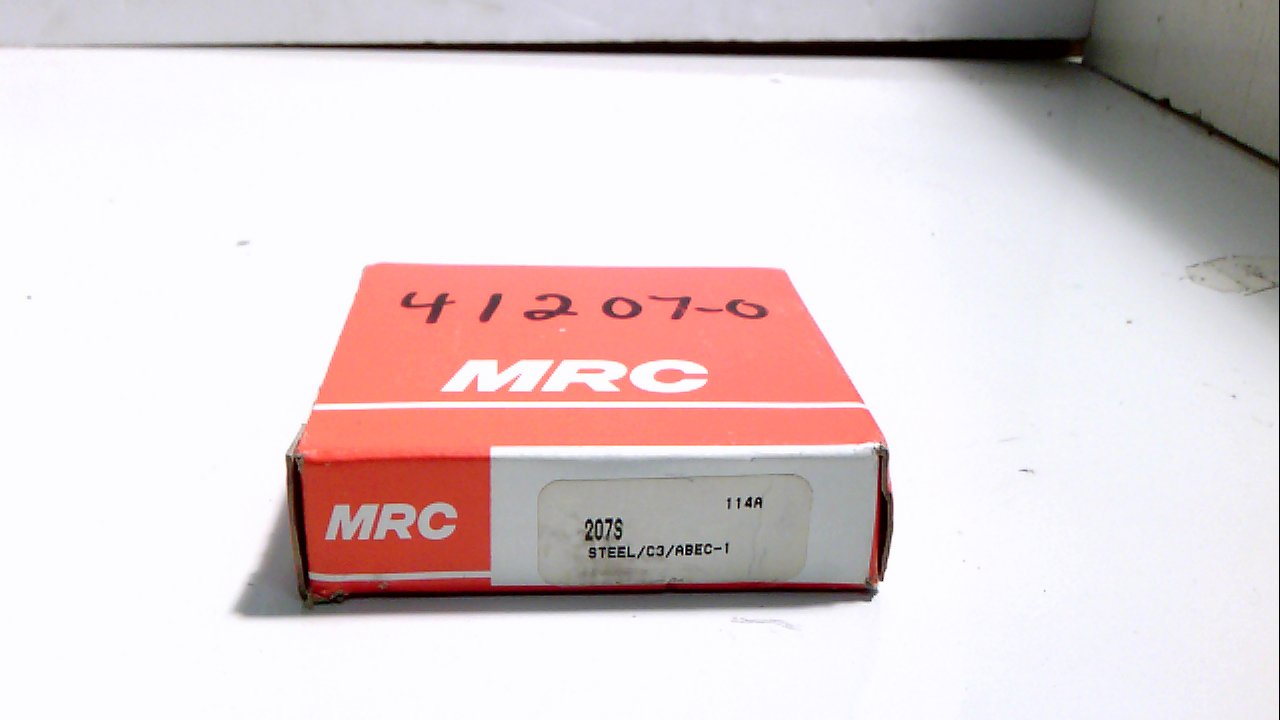 41207-0
MRC
MRC
114A
207S
STEEL/C3/ABEC-1